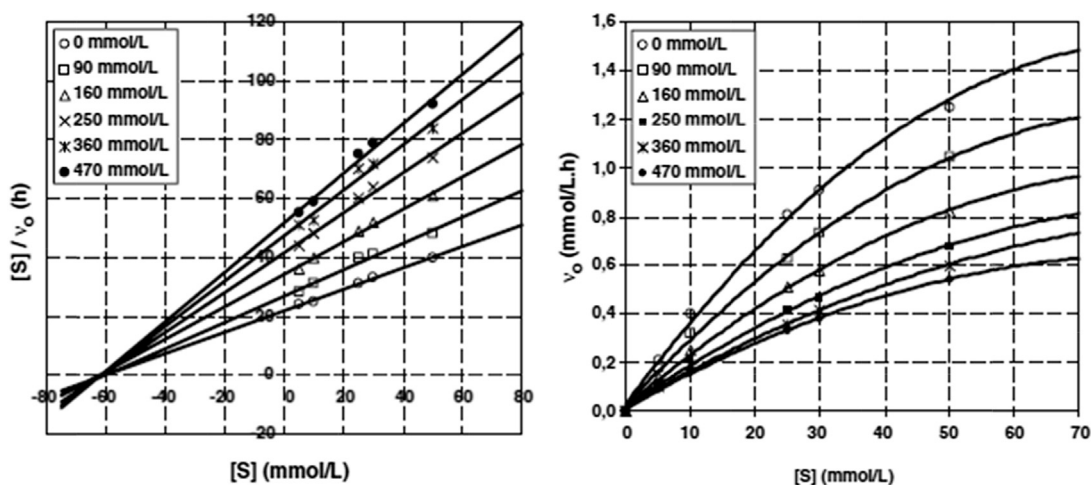 120
100
80
60
40
20
0
20
-80
-60
-40
-20
0
20
40
60
80
[S] / vo (h)
[S] (mmol/L)
0 mmol/L
90 mmol/L
160 mmol/L
250 mmol/L
360 mmol/L
470 mmol/L
1,6
1,4
1,2
1,0
0,8
0,6
0,4
0,2
0,0
0
10
20
30
40
50
60
70
vo (mmol/L.h)
[S] (mmol/L)
0 mmol/L
90 mmol/L
160 mmol/L
250 mmol/L
360 mmol/L
470 mmol/L